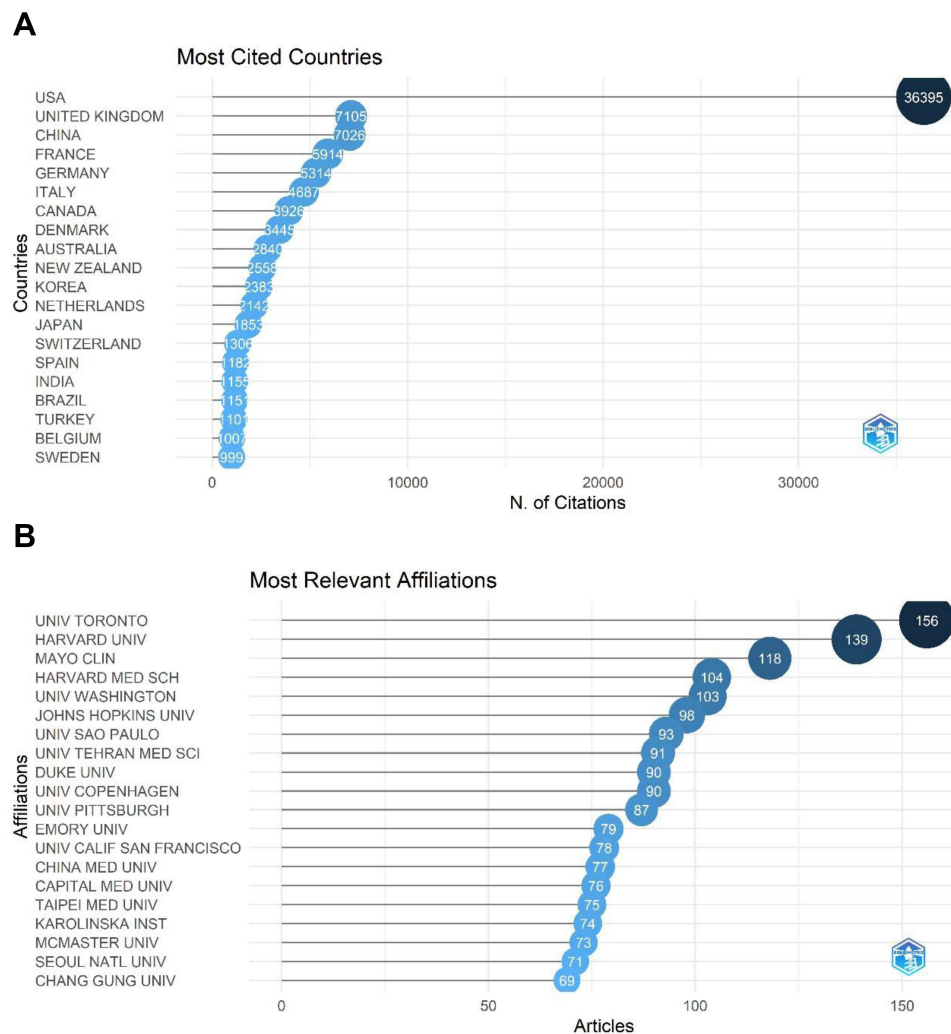 A
Most Cited Countries
Countries
USA 36395
UNITED KINGDOM 7105
CHINA 7026
FRANCE 5914
GERMANY 5314
ITALY 4687
CANADA 3926
DENMARK 3445
AUSTRALIA 2840
NEW ZEALAND 2558
KOREA 2383
NETHERLANDS 2142
JAPAN 1853
SWITZERLAND 1306
SPAIN 1182
INDIA 1155
BRAZIL 1151
TURKEY 1101
BELGIUM 1007
SWEDEN 999
0 10000 20000 30000
N. of Citations
B
Most Relevant Affiliations
Affiliations
UNIV TORONTO 156
HARVARD UNIV 139
MAYO CLIN 118
HARVARD MED SCH 104
UNIV WASHINGTON 103
JOHNS HOPKINS UNIV 98
UNIV SAO PAULO 93
UNIV TEHRAN MED SCI 91
DUKE UNIV 90
UNIV COPENHAGEN 90
UNIV PITTSBURGH 87
EMORY UNIV 79
UNIV CALIF SAN FRANCISCO 78
CHINA MED UNIV 77
CAPITAL MED UNIV 76
TAIPEI MED UNIV 75
KAROLINSKA INST 74
MCMASTER UNIV 73
SEOUL NATL UNIV 71
CHANG GUNG UNIV 69
0 50 100 150
Articles